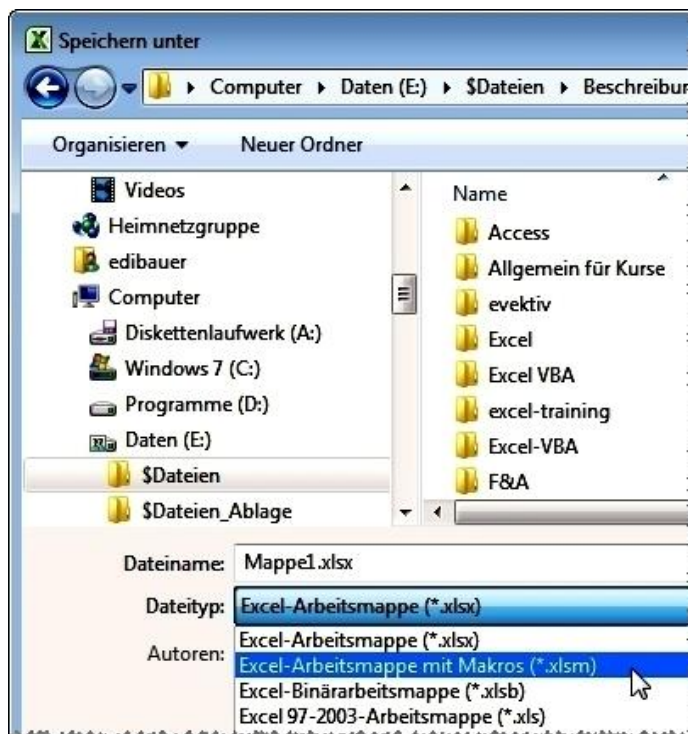 Speichern unter
Computer Daten (E:) $Dateien Beschreibur
Organisieren Neuer Ordner
Videos
Heimnetzgruppe
edibauer
Computer
Diskettenlaufwerk (A:)
Windows 7 (C:)
Programme (D:)
Daten (E:)
$Dateien
$Dateien_Ablage
Name
Access
Allgemein für Kurse
evektiv
Excel
Excel VBA
excel-training
Excel-VBA
F&A
Dateiname: Mappe1.xlsx
Dateityp: Excel-Arbeitsmappe (*.xlsx)
Autoren:
Excel-Arbeitsmappe (*.xlsx)
Excel-Arbeitsmappe mit Makros (*.xlsm)
Excel-Binärarbeitsmappe (*.xlsb)
Excel 97-2003-Arbeitsmappe (*.xls)